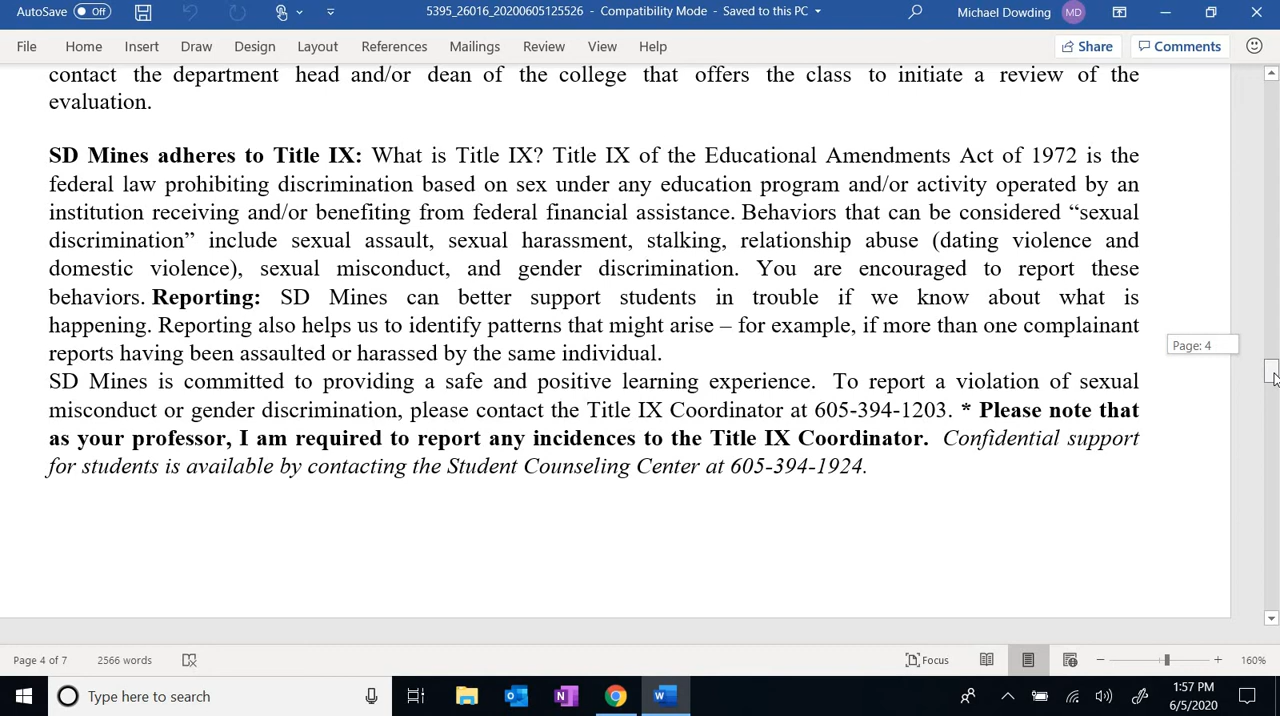 AutoSave Off 5395_26016_20200605125526 - Compatibility Mode - Saved to this PC Michael Dowding MD
File Home Insert Draw Design Layout References Mailings Review View Help Share Comments
contact the department head and/or dean of the college that offers the class to initiate a review of the
evaluation.
SD Mines adheres to Title IX: What is Title IX? Title IX of the Educational Amendments Act of 1972 is the
federal law prohibiting discrimination based on sex under any education program and/or activity operated by an
institution receiving and/or benefiting from federal financial assistance. Behaviors that can be considered “sexual
discrimination” include sexual assault, sexual harassment, stalking, relationship abuse (dating violence and
domestic violence), sexual misconduct, and gender discrimination. You are encouraged to report these
behaviors. Reporting: SD Mines can better support students in trouble if we know about what is
happening. Reporting also helps us to identify patterns that might arise – for example, if more than one complainant
reports having been assaulted or harassed by the same individual.
Page: 4
SD Mines is committed to providing a safe and positive learning experience. To report a violation of sexual
misconduct or gender discrimination, please contact the Title IX Coordinator at 605-394-1203. * Please note that
as your professor, I am required to report any incidences to the Title IX Coordinator. Confidential support
for students is available by contacting the Student Counseling Center at 605-394-1924.
Page 4 of 7 2566 words Focus 160%
Type here to search 1:57 PM
6/5/2020